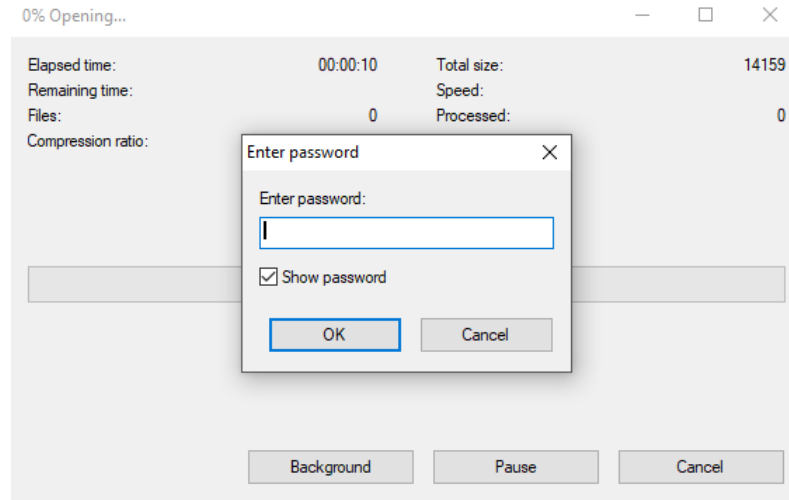 0% Opening...
Elapsed time: 00:00:10 Total size: 14159
Remaining time: Speed:
Files: 0 Processed: 0
Compression ratio:
Enter password
Enter password:
Show password
OK Cancel
Background Pause Cancel